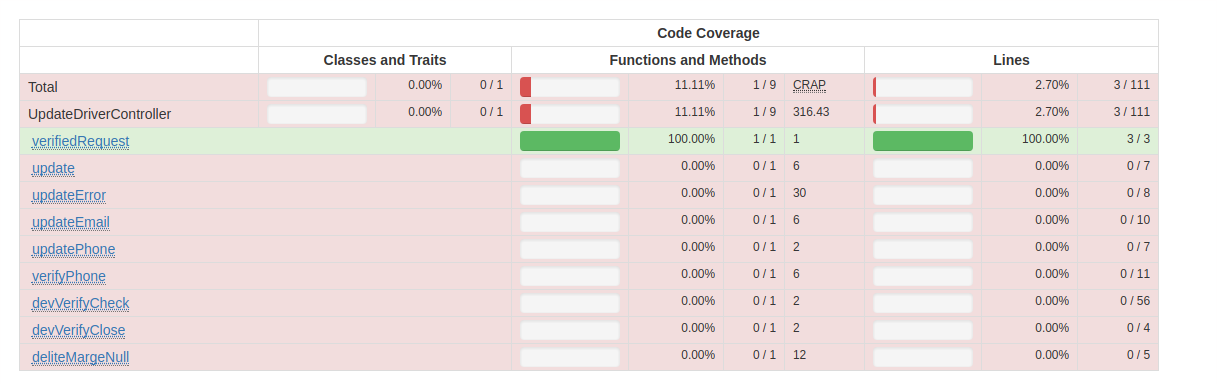 Code Coverage
Classes and Traits Functions and Methods Lines
Total 0.00% 0 / 1 11.11% 1 / 9 CRAP 2.70% 3 / 111
UpdateDriverController 0.00% 0 / 1 11.11% 1 / 9 316.43 2.70% 3 / 111
verifiedRequest 100.00% 1 / 1 1 100.00% 3 / 3
update 0.00% 0 / 1 6 0.00% 0 / 7
updateError 0.00% 0 / 1 30 0.00% 0 / 8
updateEmail 0.00% 0 / 1 6 0.00% 0 / 10
updatePhone 0.00% 0 / 1 2 0.00% 0 / 7
verifyPhone 0.00% 0 / 1 6 0.00% 0 / 11
devVerifyCheck 0.00% 0 / 1 2 0.00% 0 / 56
devVerifyClose 0.00% 0 / 1 2 0.00% 0 / 4
deliteMargeNull 0.00% 0 / 1 12 0.00% 0 / 5